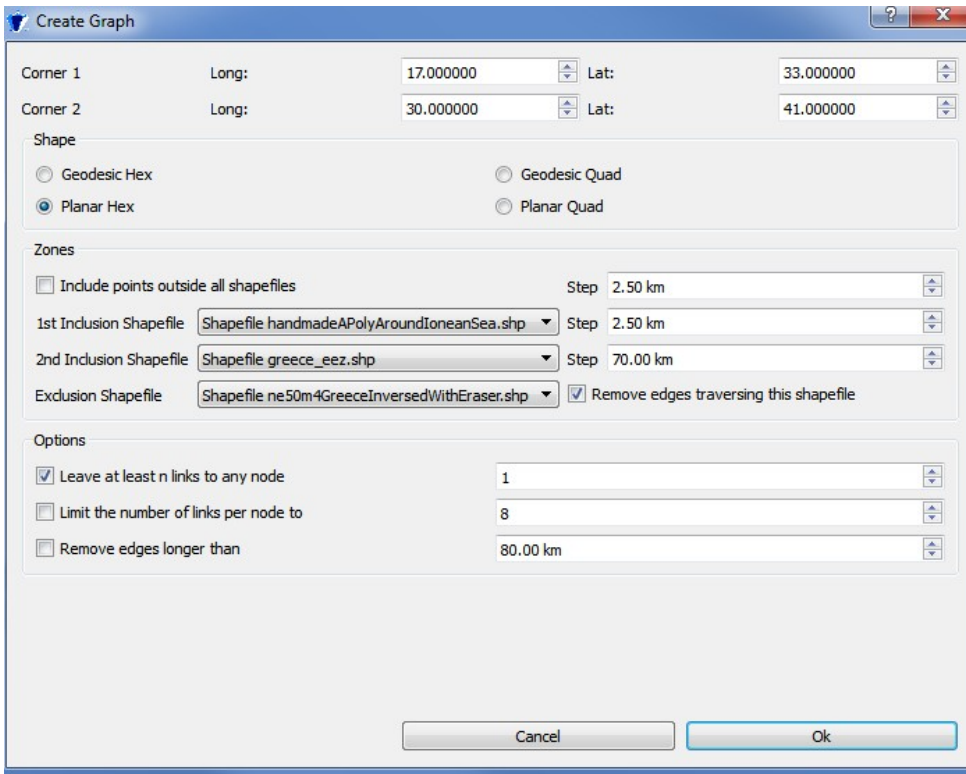 Create Graph
Corner 1 Long: 17.000000 Lat: 33.000000
Corner 2 Long: 30.000000 Lat: 41.000000
Shape
Geodesic Hex Geodesic Quad
Planar Hex Planar Quad
Zones
Include points outside all shapefiles Step 2.50 km
1st Inclusion Shapefile Shapefile handmadeAPolyAroundIoneanSea.shp Step 2.50 km
2nd Inclusion Shapefile Shapefile greece_eez.shp Step 70.00 km
Exclusion Shapefile Shapefile ne50m4GreeceInversedWithEraser.shp Remove edges traversing this shapefile
Options
Leave at least n links to any node 1
Limit the number of links per node to 8
Remove edges longer than 80.00 km
Cancel Ok